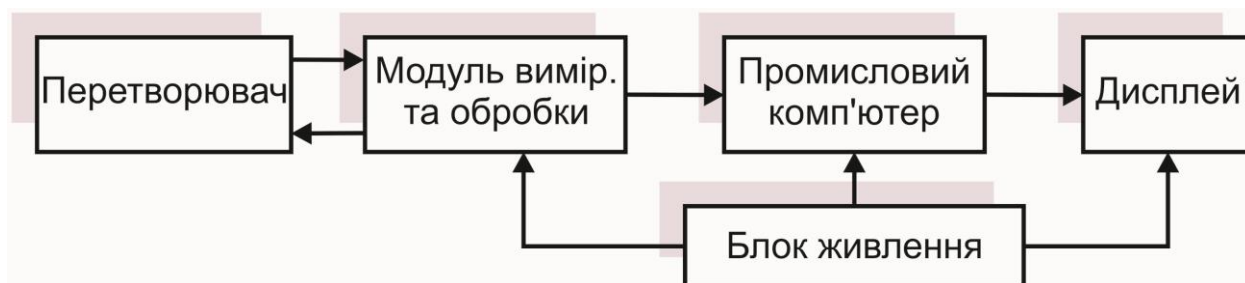 Перетворювач
Модуль вимір.
та обробки
Промисловий
комп'ютер
Дисплей
Блок живлення